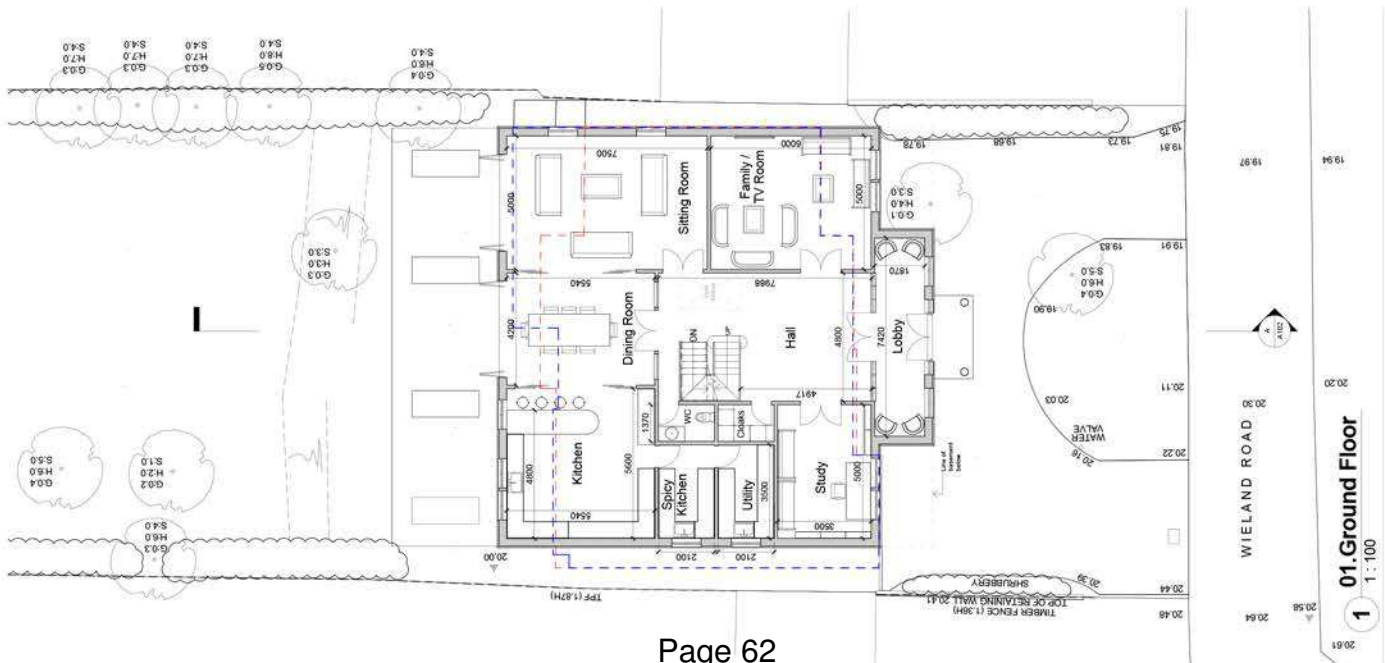 G:0.3
H:7.0
S:4.0
G:0.3
H:7.0
S:4.0
G:0.3
H:7.0
S:4.0
G:0.5
H:8.0
S:4.0
G:0.4
H:6.0
S:4.0
G:0.3
H:3.0
S:3.0
G:0.4
H:6.0
S:5.0
G:0.2
H:2.0
S:1.0
G:0.3
H:6.0
S:4.0
7500
5000
Sitting Room
6000
Family /
TV Room
5000
5540
4200
Dining Room
7988
DN
UP
Hall
4800
4917
1870
7420
Lobby
Kitchen
4800
5600
5540
1370
WC
Cloaks
Spicy
Kitchen
2100
Utility
3500
2100
Study
5000
3500
Line of
basement
below
20.00
TPF (1.87H)
G:0.1
H:4.0
S:3.0
G:0.4
H:6.0
S:5.0
19.78
19.68
19.73
19.75
19.81
19.97
19.94
19.83
19.91
19.90
20.03
20.11
20.20
20.30
WATER
VALVE
20.16
20.22
SHRUBBERY
20.39
20.44
TIMBER FENCE (1.36H)
TOP OF RETAINING WALL 20.41
20.48
20.64
20.58
20.61
A
A102
WIELAND ROAD
1
01.Ground Floor
1 : 100
Page 62